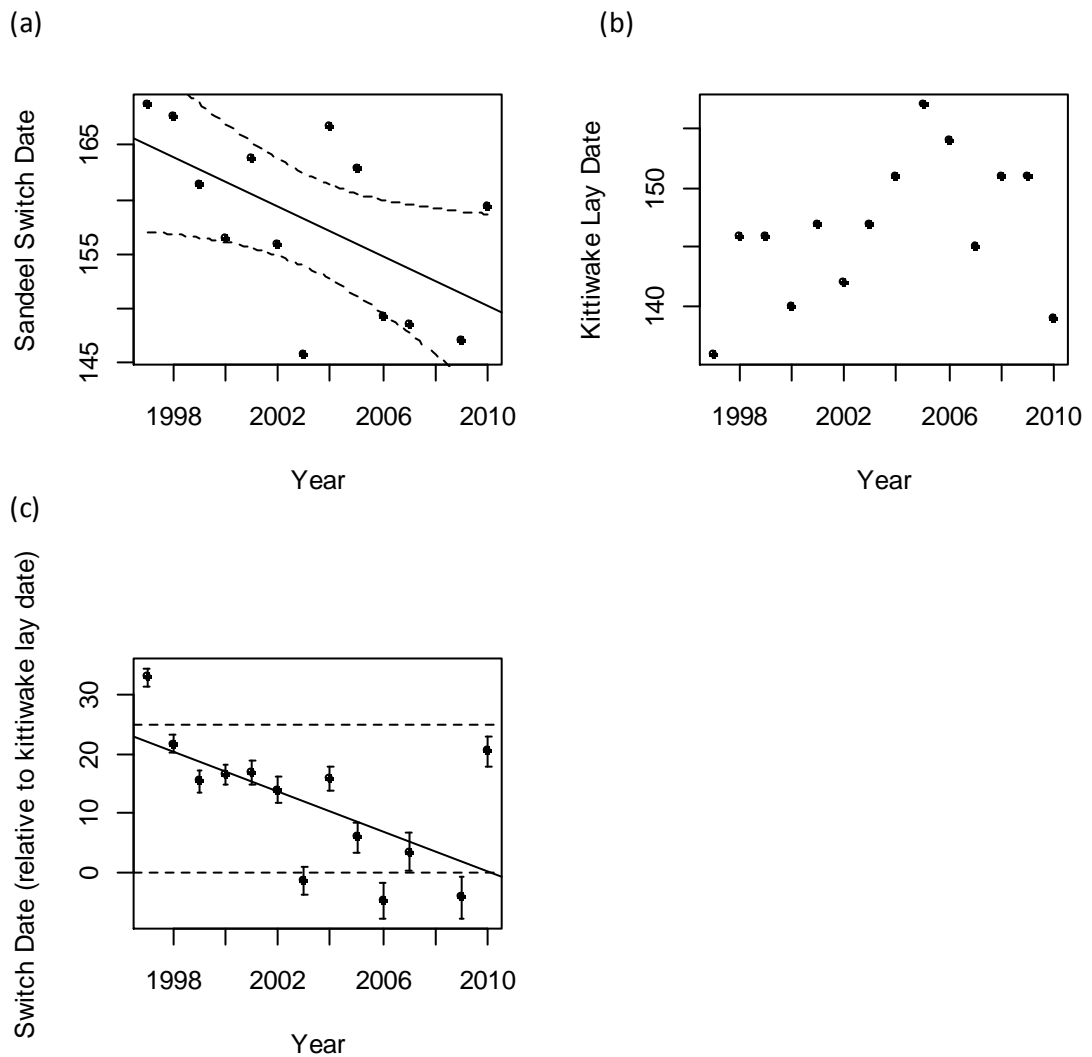 (a)
Sandeel Switch Date
165
155
145
1998 2002 2006 2010
Year
(b)
Kittiwake Lay Date
150
140
1998 2002 2006 2010
Year
(c)
Switch Date (relative to kittiwake lay date)
30
20
10
0
1998 2002 2006 2010
Year